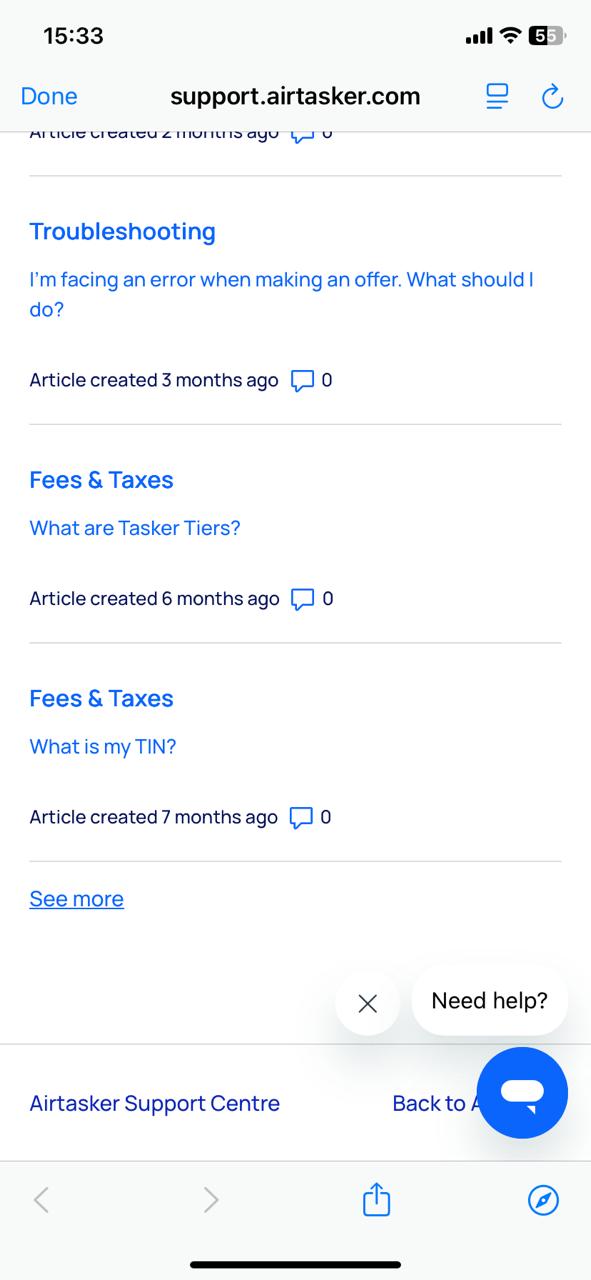 15:33
55
Done
support.airtasker.com
Article created 2 months ago 0
Troubleshooting
I'm facing an error when making an offer. What should I
do?
Article created 3 months ago 0
Fees & Taxes
What are Tasker Tiers?
Article created 6 months ago 0
Fees & Taxes
What is my TIN?
Article created 7 months ago 0
See more
Need help?
Airtasker Support Centre
Back to A